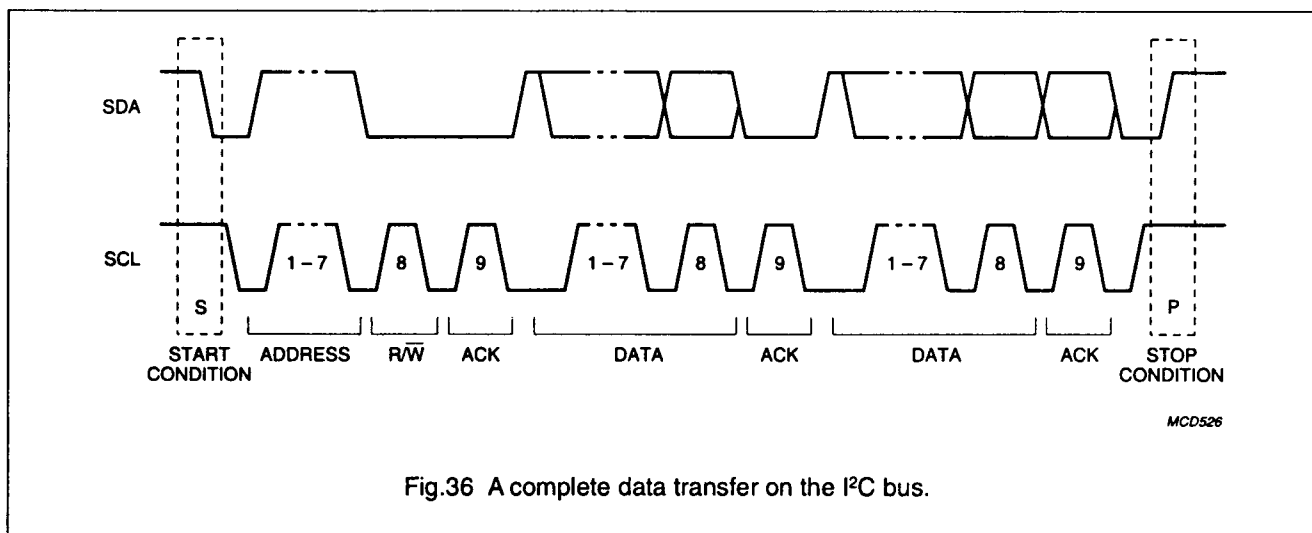 SDA
SCL
1 – 7 8 9 1 – 7 8 9 1 – 7 8 9
S P
START CONDITION ADDRESS R/W̅ ACK DATA ACK DATA ACK STOP CONDITION
MCD526
Fig.36 A complete data transfer on the I²C bus.